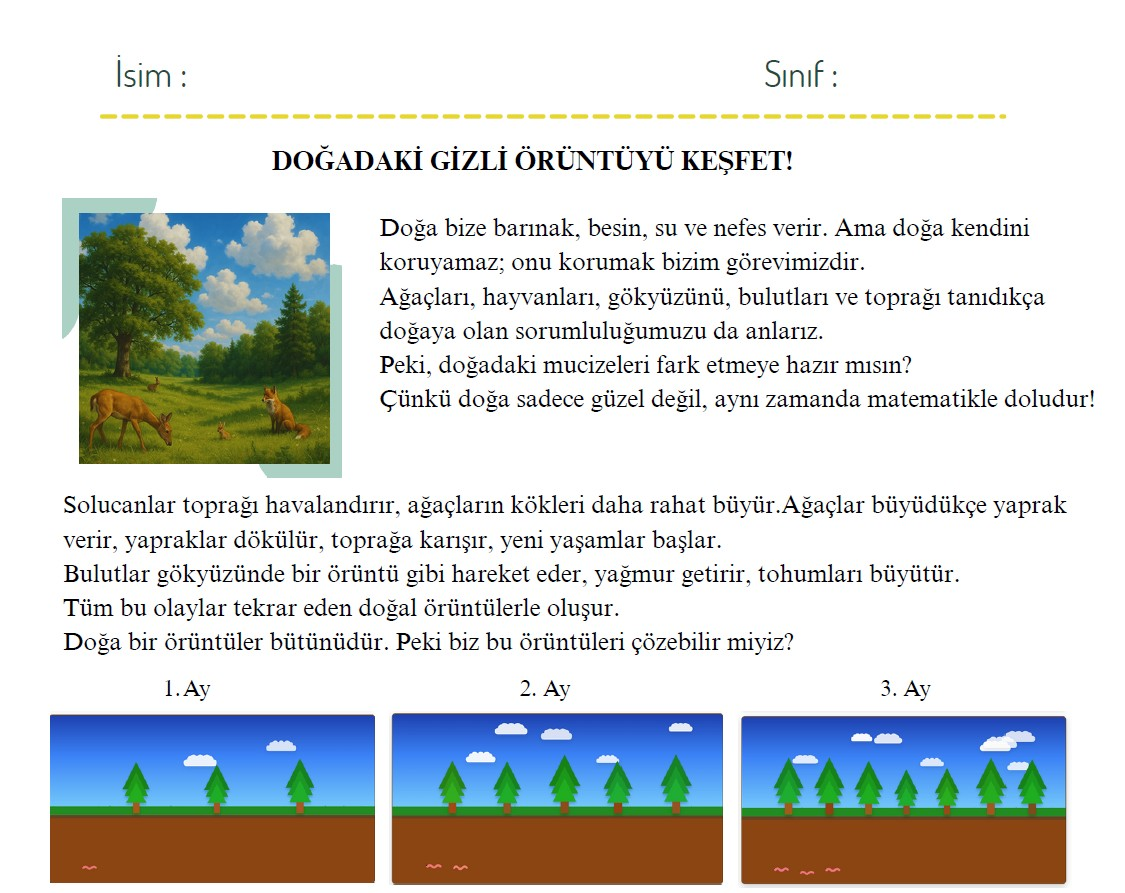 İsim :
Sınıf :
DOĞADAKİ GİZLİ ÖRÜNTÜYÜ KEŞFET!
Doğa bize barınak, besin, su ve nefes verir. Ama doğa kendini
koruyamaz; onu korumak bizim görevimizdir.
Ağaçları, hayvanları, gökyüzünü, bulutları ve toprağı tanıdıkça
doğaya olan sorumluluğumuzu da anlarız.
Peki, doğadaki mucizeleri fark etmeye hazır mısın?
Çünkü doğa sadece güzel değil, aynı zamanda matematikle doludur!
Solucanlar toprağı havalandırır, ağaçların kökleri daha rahat büyür.Ağaçlar büyüdükçe yaprak
verir, yapraklar dökülür, toprağa karışır, yeni yaşamlar başlar.
Bulutlar gökyüzünde bir örüntü gibi hareket eder, yağmur getirir, tohumları büyütür.
Tüm bu olaylar tekrar eden doğal örüntülerle oluşur.
Doğa bir örüntüler bütünüdür. Peki biz bu örüntüleri çözebilir miyiz?
1. Ay
2. Ay
3. Ay